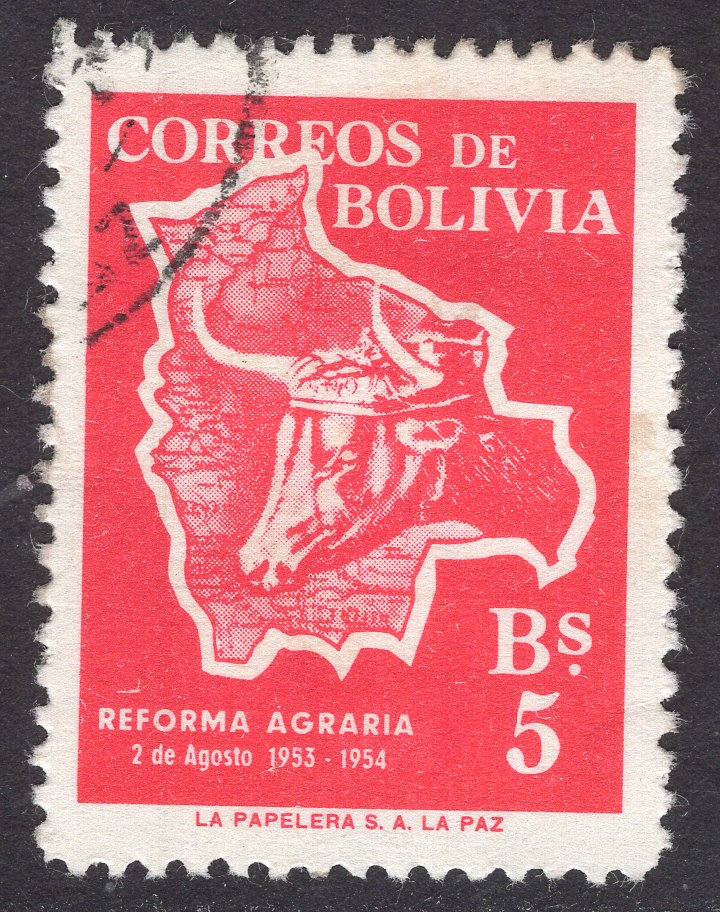 CORREOS DE
BOLIVIA
Bs.
5
REFORMA AGRARIA
2 de Agosto 1953 - 1954
LA PAPELERA S. A. LA PAZ